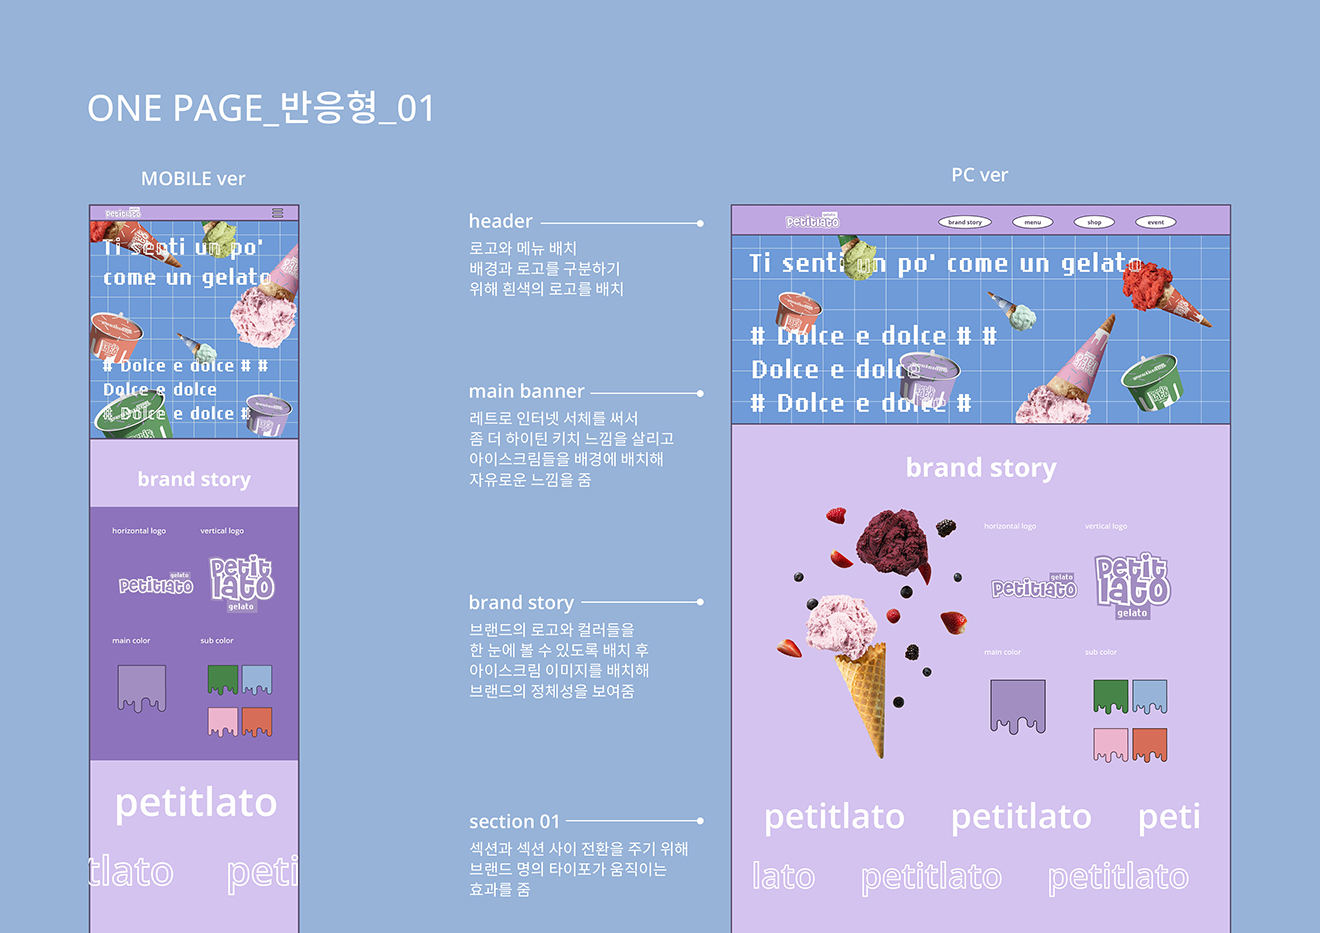 ONE PAGE_반응형_01
MOBILE ver
petitlato
Ti senti un po'
come un gelato
# Dolce e dolce # #
Dolce e dolce
# Dolce e dolce #
brand story
horizontal logo
vertical logo
gelato
petitlato
petit
lato
gelato
main color
sub color
petitlato
tlato
peti
header
로고와 메뉴 배치
배경과 로고를 구분하기
위해 흰색의 로고를 배치
main banner
레트로 인터넷 서체를 써서
좀 더 하이틴 키치 느낌을 살리고
아이스크림들을 배경에 배치해
자유로운 느낌을 줌
brand story
브랜드의 로고와 컬러들을
한 눈에 볼 수 있도록 배치 후
아이스크림 이미지를 배치해
브랜드의 정체성을 보여줌
section 01
섹션과 섹션 사이 전환을 주기 위해
브랜드 명의 타이포가 움직이는
효과를 줌
PC ver
petitlato
brand story
menu
shop
event
Ti senti un po' come un gelato
# Dolce e dolce # #
Dolce e dolce
# Dolce e dolce #
brand story
horizontal logo
vertical logo
gelato
petitlato
petit
lato
gelato
main color
sub color
petitlato petitlato peti
lato petitlato petitlato